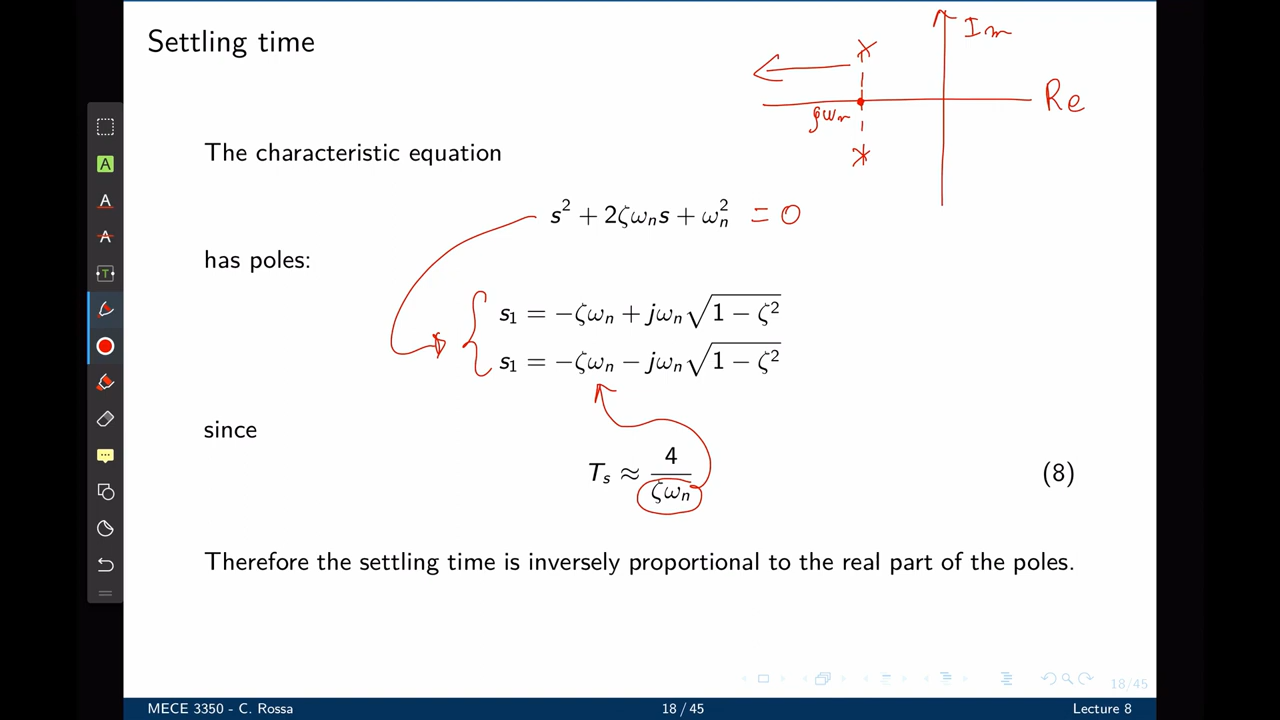 Settling time
Im
Re
ζωₙ
The characteristic equation
s² + 2ζωₙs + ωₙ² = 0
has poles:
s₁ = −ζωₙ + jωₙ√(1 − ζ²)
s₁ = −ζωₙ − jωₙ√(1 − ζ²)
since
Tₛ ≈ 4/(ζωₙ) (8)
Therefore the settling time is inversely proportional to the real part of the poles.
18/45
MECE 3350 - C. Rossa 18 / 45 Lecture 8
A
A
A
T